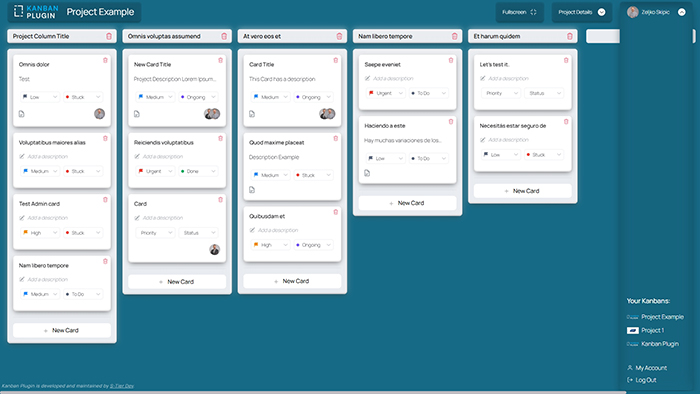 KANBAN
PLUGIN
Project Example
Fullscreen
Project Details
Zeljko Skipic
Project Column Title
Omnis dolor
Test
Low
Stuck
Voluptatibus maiores alias
Add a description
Medium
Stuck
Test Admin card
Add a description
High
Stuck
Nam libero tempore
Add a description
Medium
To Do
+ New Card
Omnis voluptas assumend
New Card Title
Project Description Lorem Ipsum...
Medium
Ongoing
Reiciendis voluptatibus
Add a description
Urgent
Done
Card
Add a description
Priority
Status
+ New Card
At vero eos et
Card Title
This Card has a description
Medium
Ongoing
Quod maxime placeat
Description Example
Medium
Stuck
Quibusdam et
Add a description
High
Ongoing
+ New Card
Nam libero tempore
Saepe eveniet
Add a description
Urgent
To Do
Haciendo a este
Hay muchas variaciones de los...
Low
To Do
+ New Card
Et harum quidem
Let's test it.
Add a description
Priority
Status
Necesitás estar seguro de
Add a description
Low
Stuck
+ New Card
Your Kanbans:
Project Example
Project 1
Kanban Plugin
My Account
Log Out
Kanban Plugin is developed and maintained by S-Tier Dev